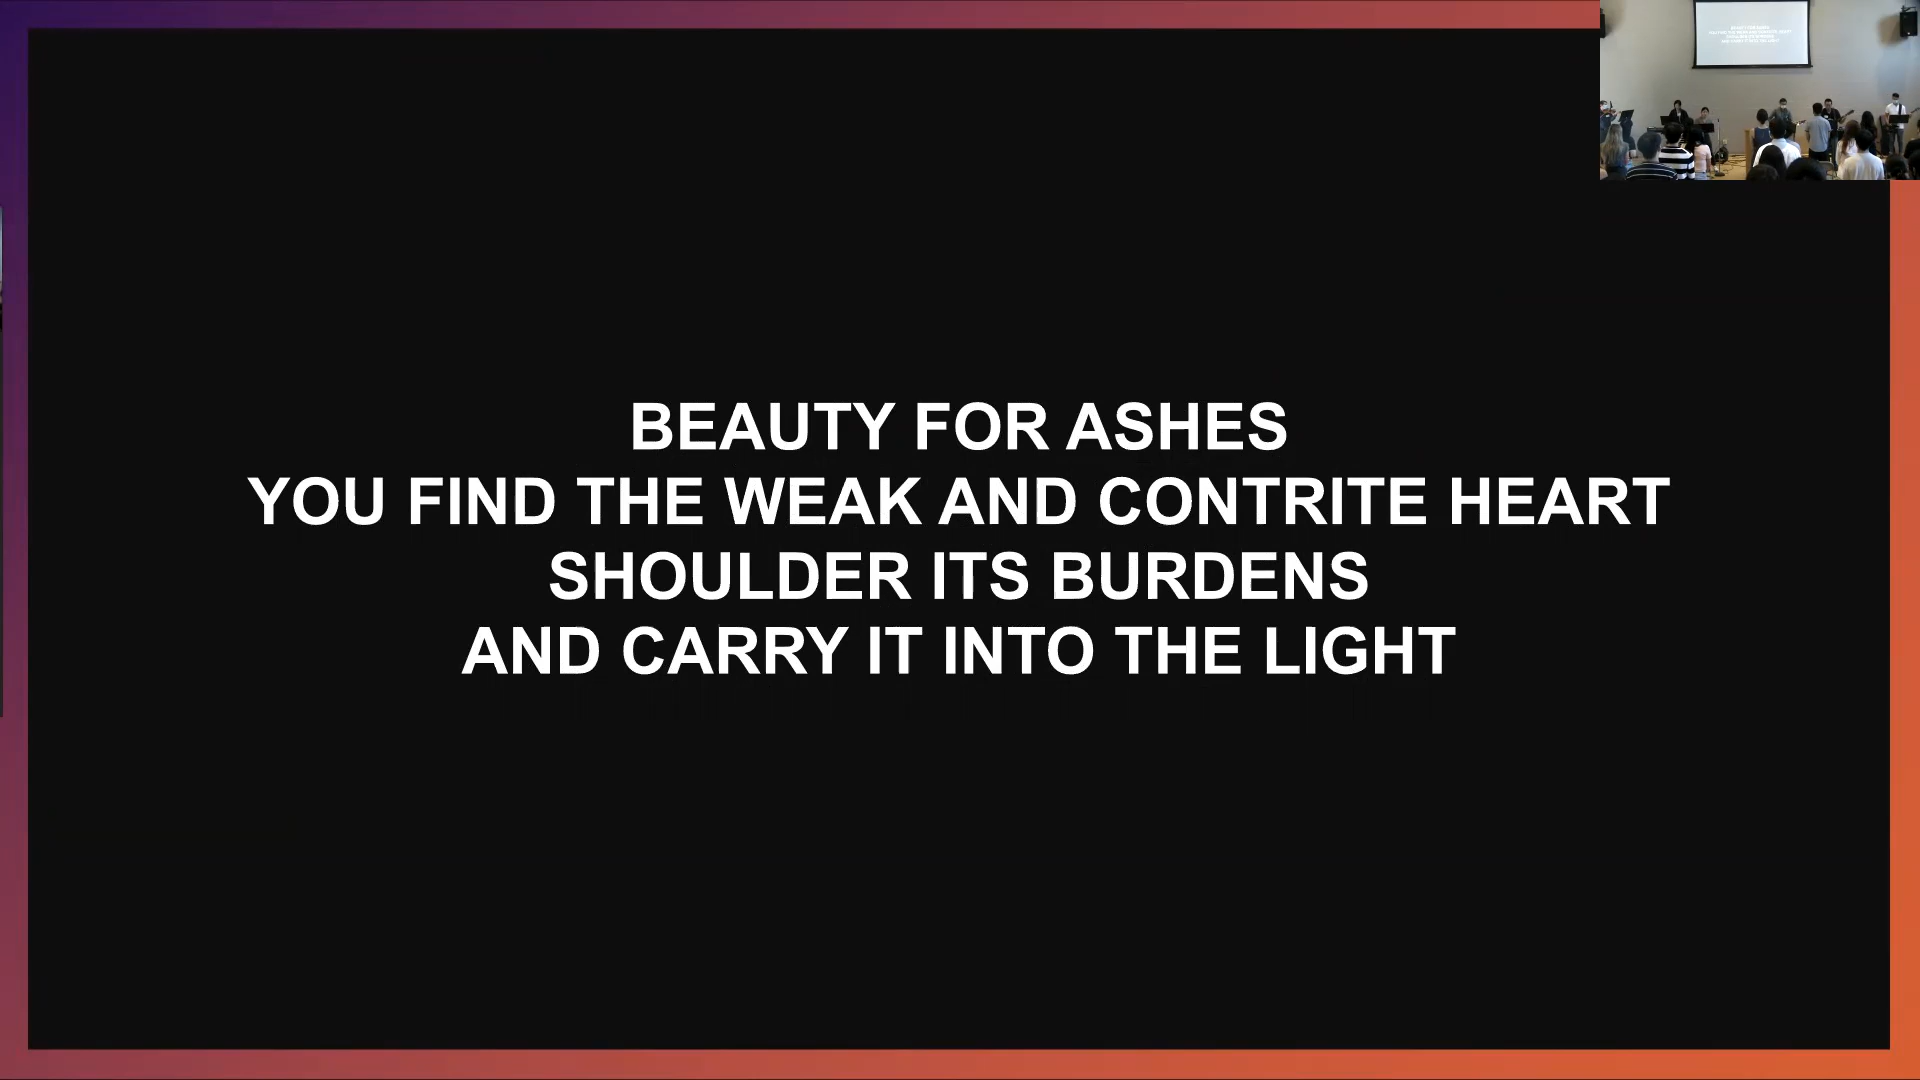 BEAUTY FOR ASHES
YOU FIND THE WEAK AND CONTRITE HEART
SHOULDER ITS BURDENS
AND CARRY IT INTO THE LIGHT